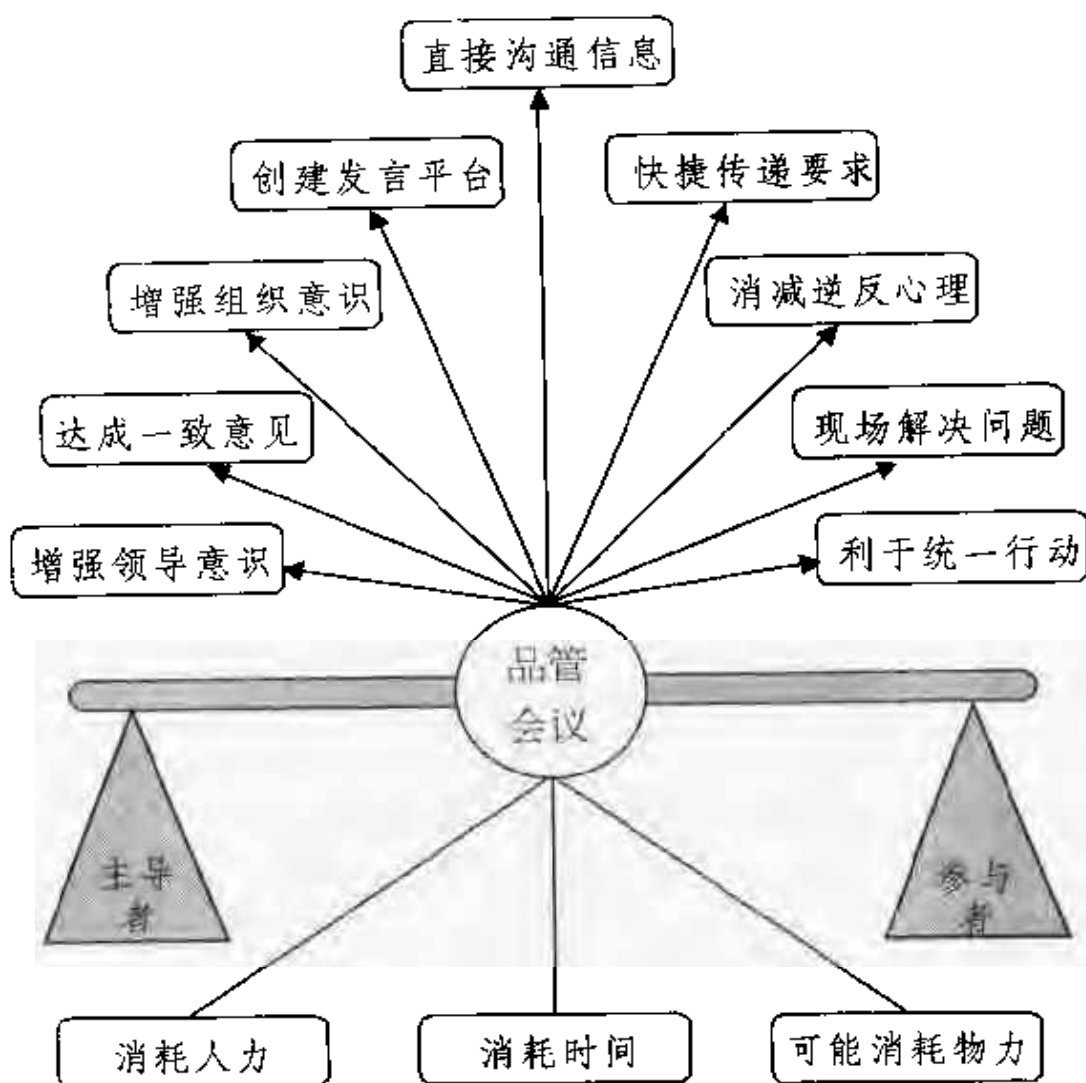 直接沟通信息
创建发言平台
快捷传递要求
增强组织意识
消减逆反心理
达成一致意见
现场解决问题
增强领导意识
利于统一行动
品管
会议
主导
者
参与
者
消耗人力
消耗时间
可能消耗物力